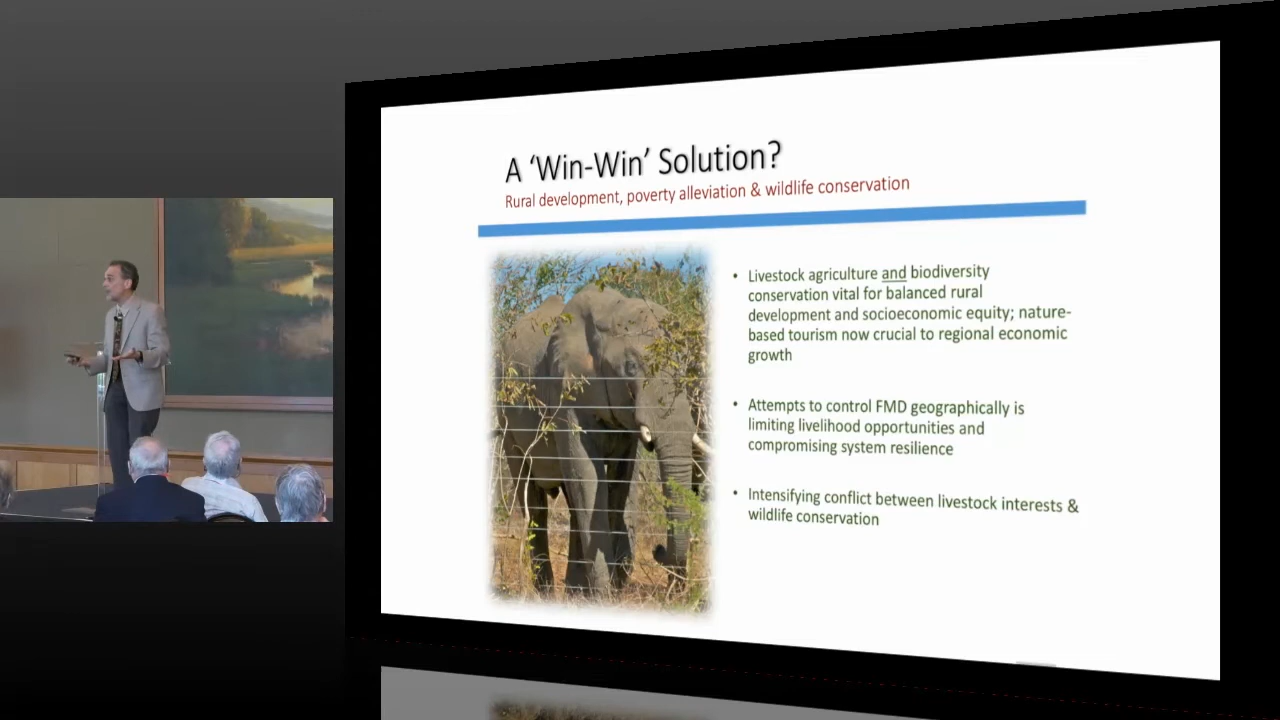 A ‘Win-Win’ Solution?
Rural development, poverty alleviation & wildlife conservation
• Livestock agriculture and biodiversity
conservation vital for balanced rural
development and socioeconomic equity; nature-
based tourism now crucial to regional economic
growth
• Attempts to control FMD geographically is
limiting livelihood opportunities and
compromising system resilience
• Intensifying conflict between livestock interests &
wildlife conservation